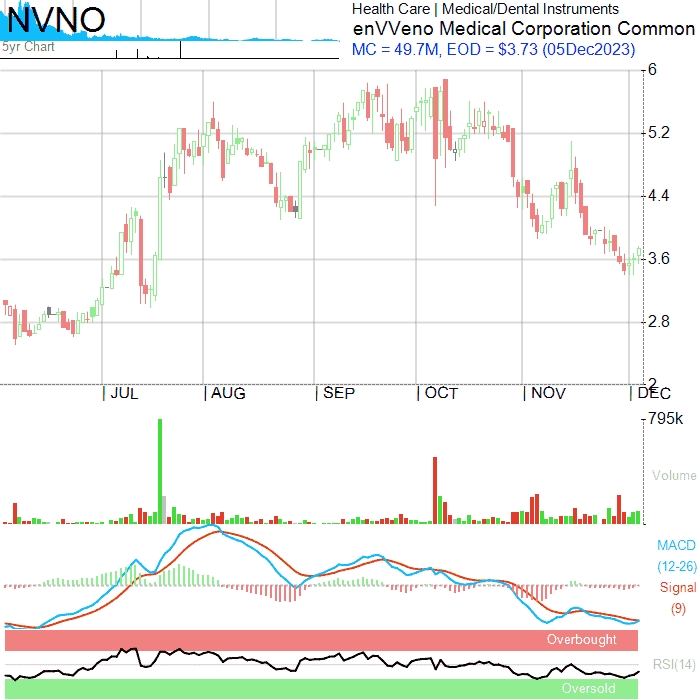 NVNO
5yr Chart
Health Care | Medical/Dental Instruments
enVVeno Medical Corporation Common
MC = 49.7M, EOD = $3.73 (05Dec2023)
6
5.2
4.4
3.6
2.8
2
JUL AUG SEP OCT NOV DEC
795k
Volume
MACD
(12-26)
Signal
(9)
Overbought
RSI(14)
Oversold